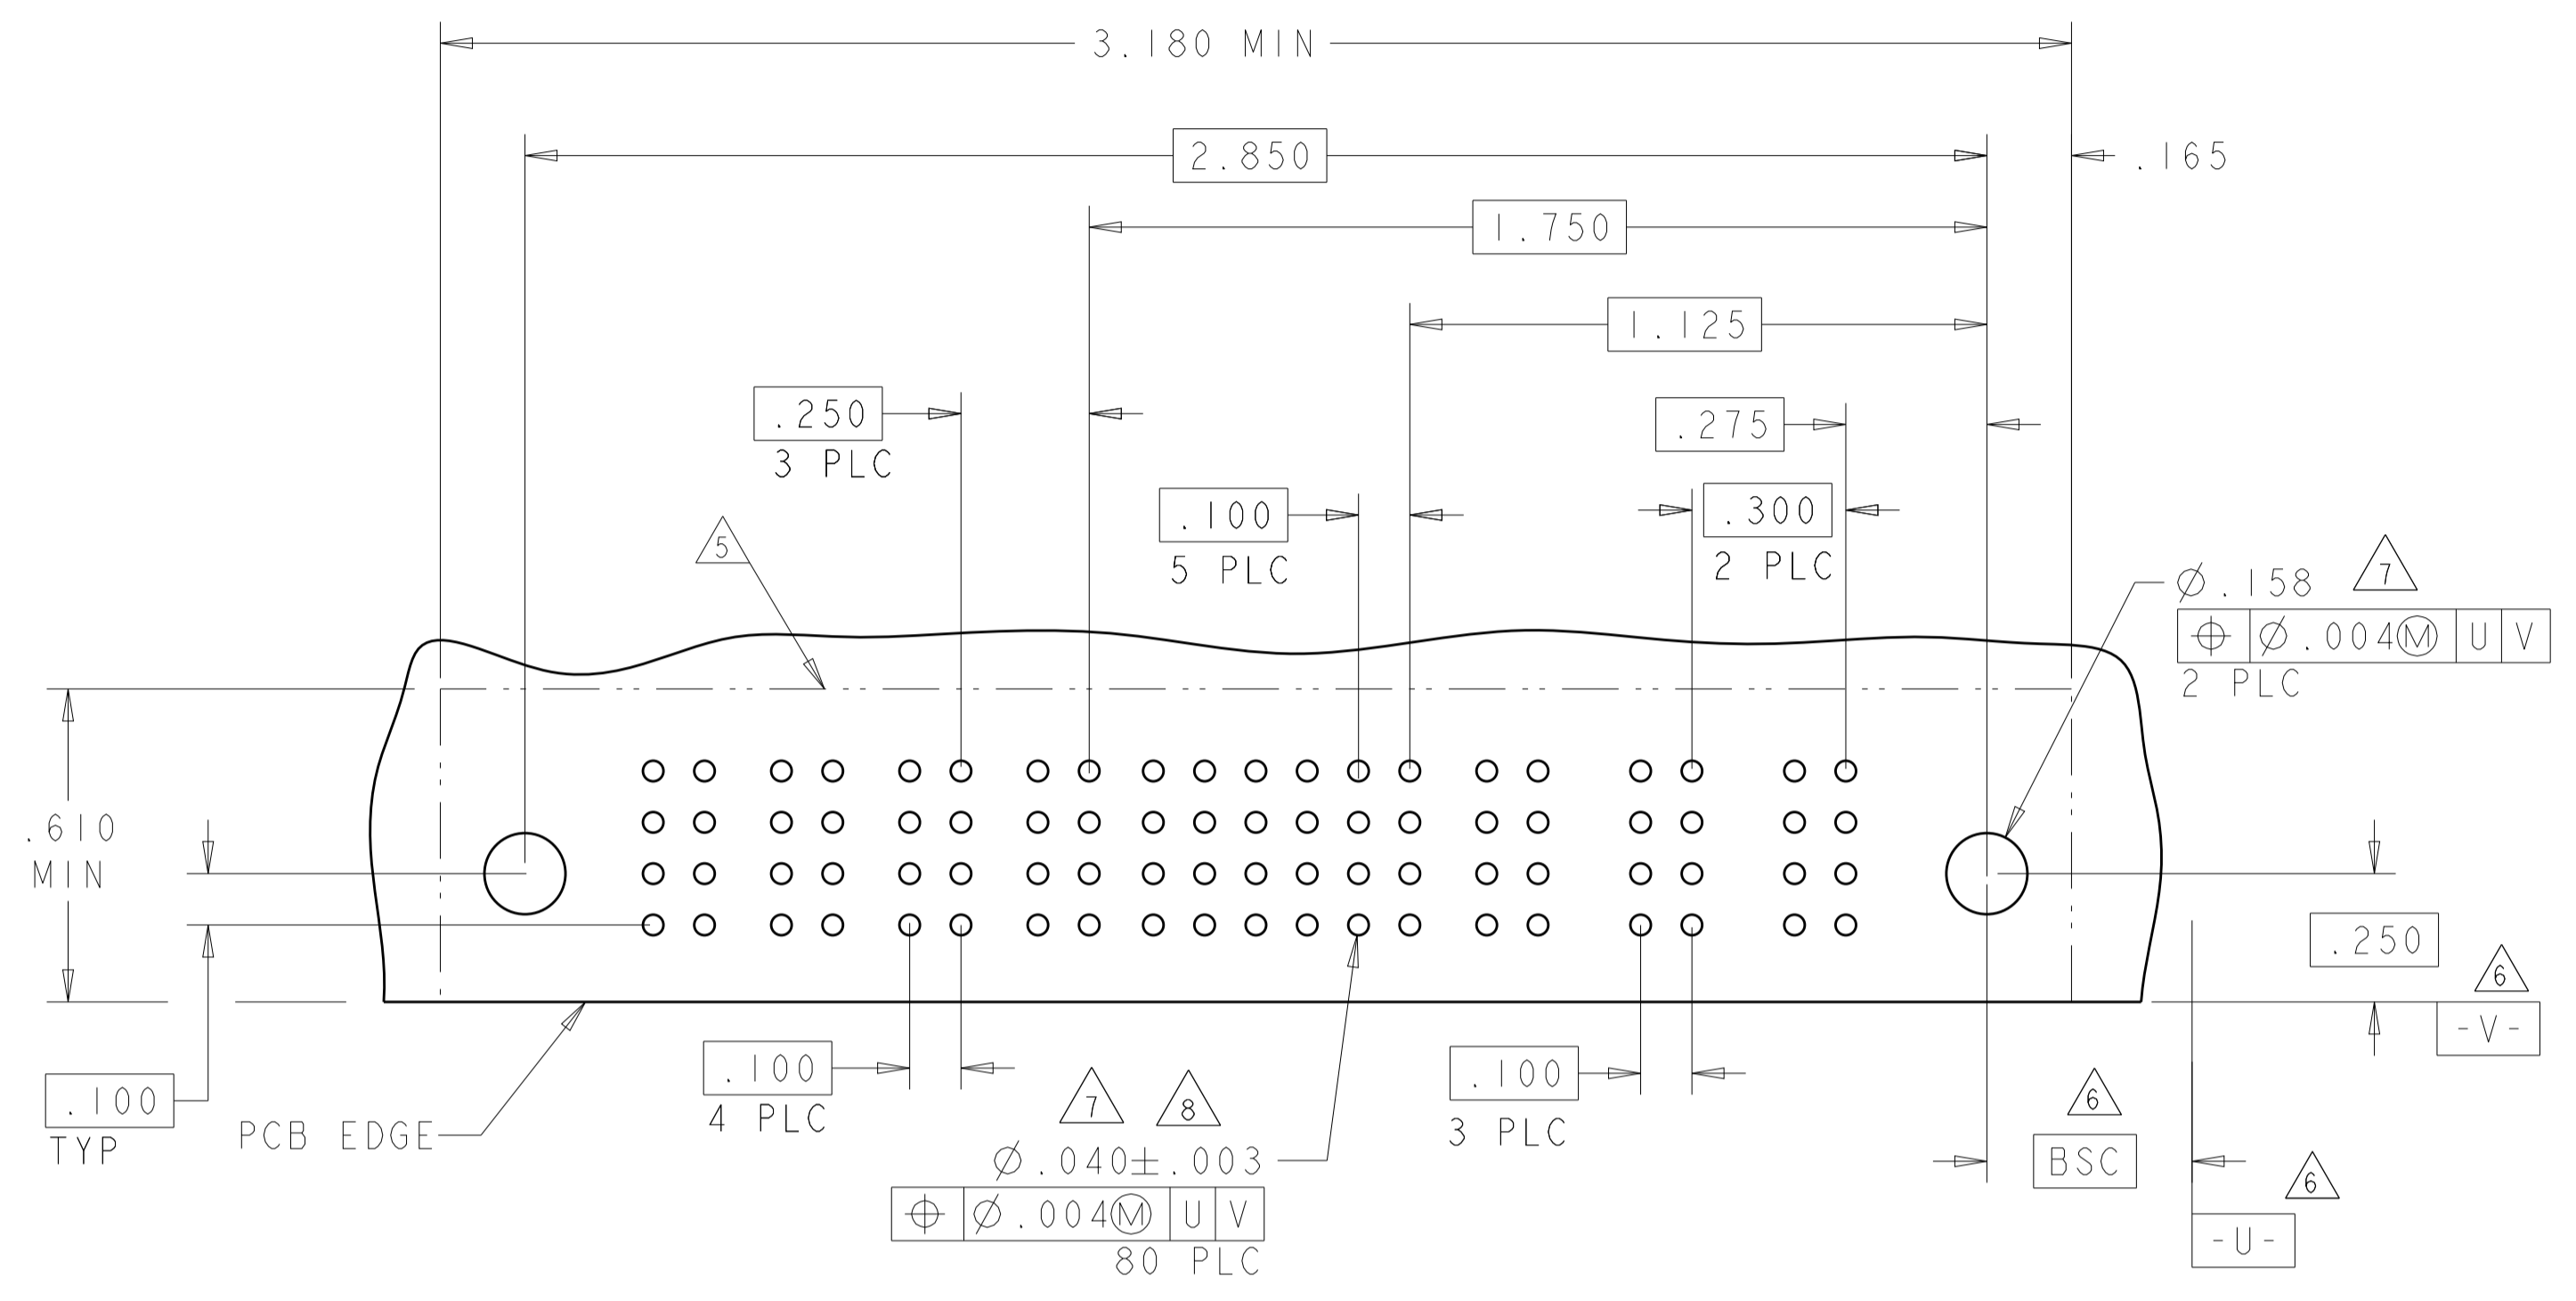 3.180 MIN
2.850
.165
1.750
1.125
.250
3 PLC
.275
.100
5 PLC
.300
2 PLC
5
Ø.158
7
⌖ Ø.004Ⓜ U V
2 PLC
.610
MIN
.250
6
-V-
.100
TYP
PCB EDGE
.100
4 PLC
7
8
Ø.040±.003
⌖ Ø.004Ⓜ U V
80 PLC
.100
3 PLC
6
BSC
6
-U-